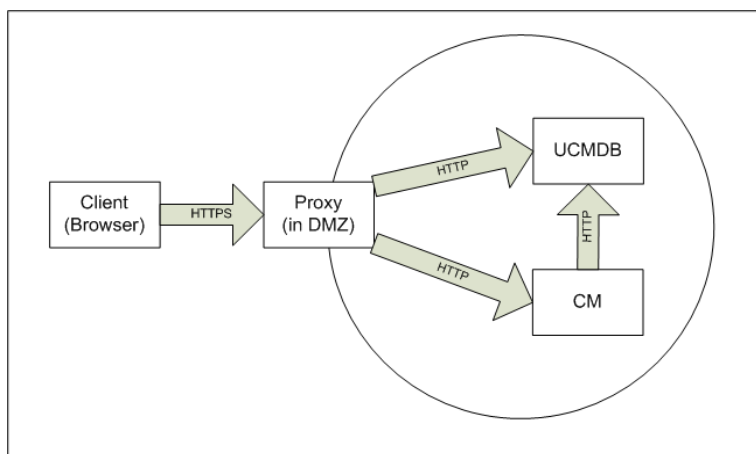 Client
(Browser)
HTTPS
Proxy
(in DMZ)
HTTP
UCMDB
HTTP
HTTP
CM